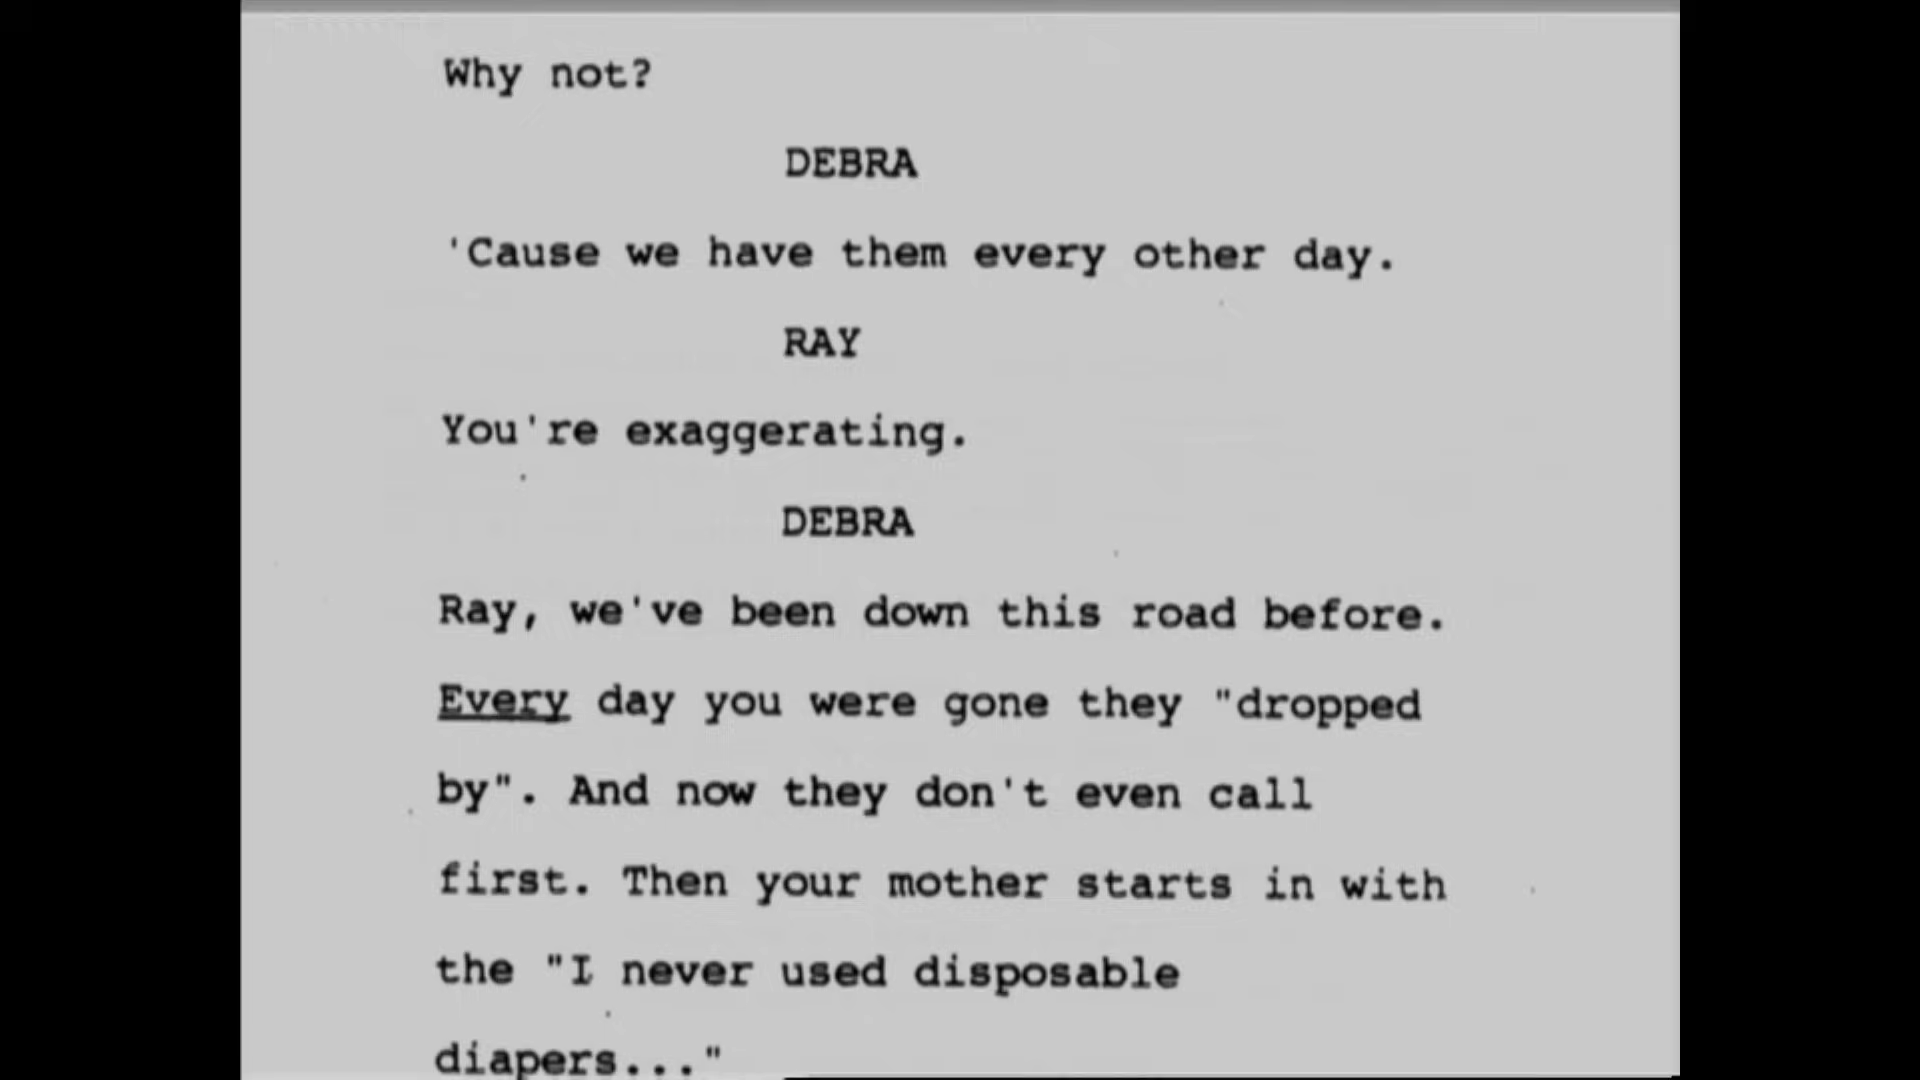 Why not?
DEBRA
'Cause we have them every other day.
RAY
You're exaggerating.
DEBRA
Ray, we've been down this road before.
Every day you were gone they "dropped
by". And now they don't even call
first. Then your mother starts in with
the "I never used disposable
diapers..."